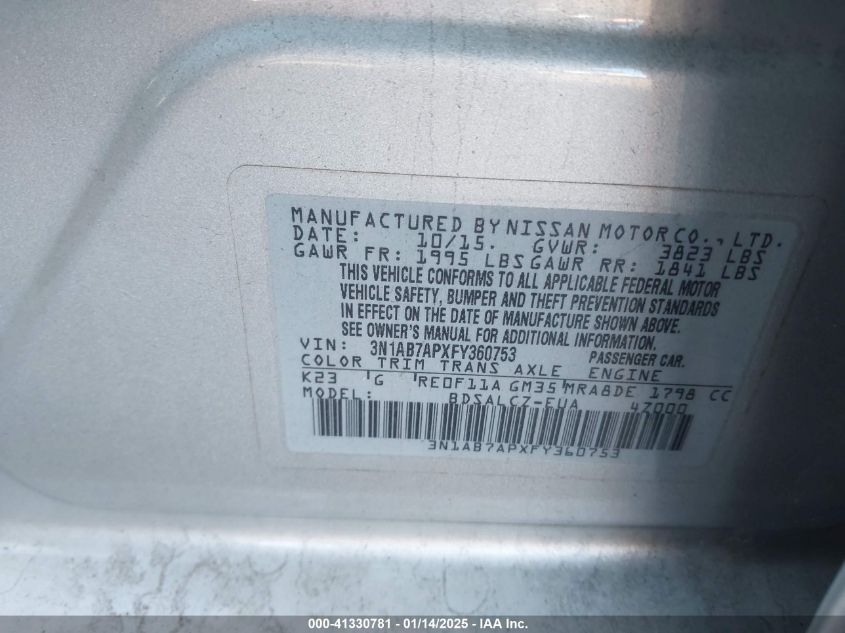 MANUFACTURED BY NISSAN MOTOR CO., LTD.
DATE: 10/15. GVWR: 3823 LBS
GAWR FR: 1995 LBS GAWR RR: 1841 LBS
THIS VEHICLE CONFORMS TO ALL APPLICABLE FEDERAL MOTOR
VEHICLE SAFETY, BUMPER AND THEFT PREVENTION STANDARDS
IN EFFECT ON THE DATE OF MANUFACTURE SHOWN ABOVE.
SEE OWNER'S MANUAL FOR ADDITIONAL INFORMATION.
VIN: 3N1AB7APXFY360753 PASSENGER CAR.
COLOR TRIM TRANS AXLE ENGINE
K23 G RE0F11A GM35 MRA8DE 1798 CC
MODEL: BDSALCZ-EUA 47000
3N1AB7APXFY360753
000-41330781 - 01/14/2025 - IAA Inc.